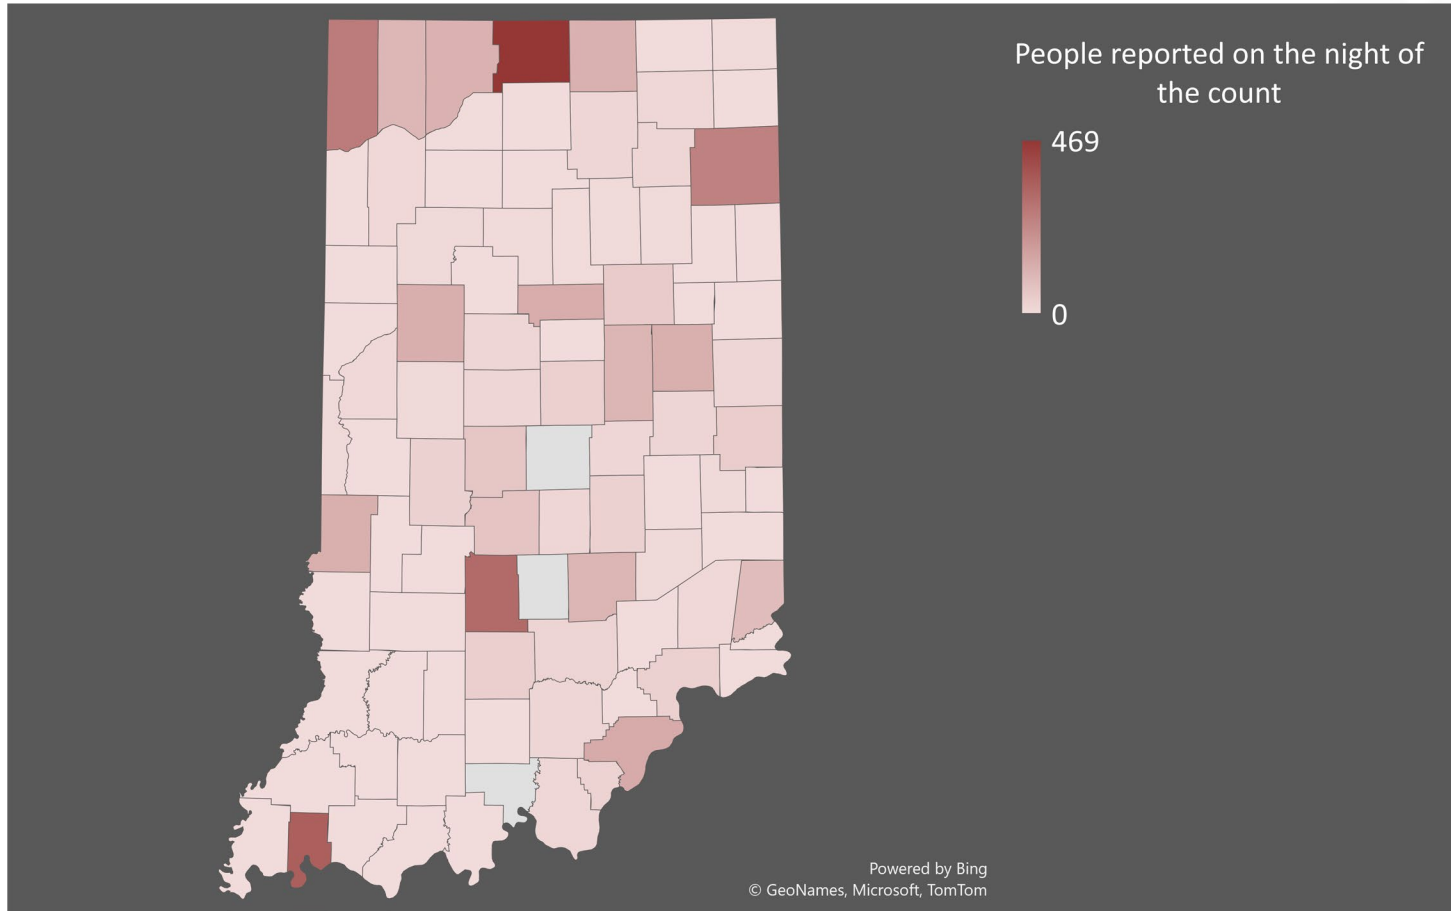 People reported on the night of
the count
469
0
Powered by Bing
© GeoNames, Microsoft, TomTom